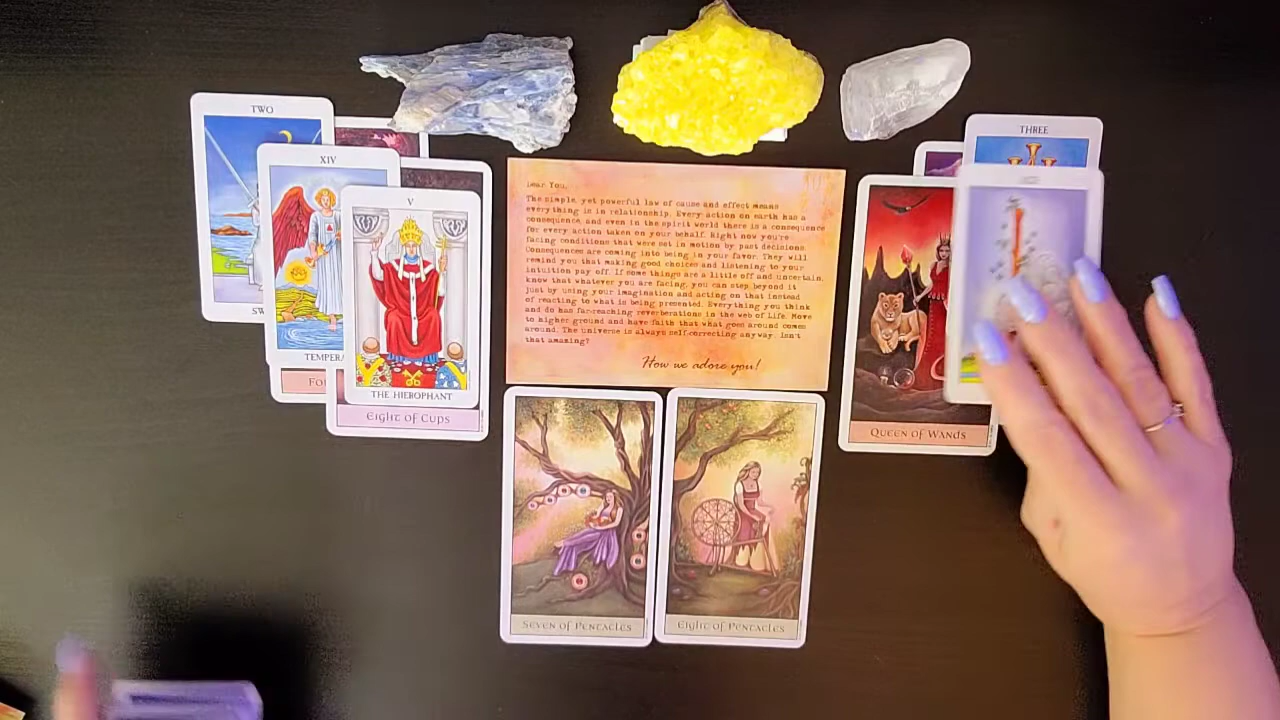 TWO
XIV
V
THREE
Dear You,
The simple, yet powerful law of cause and effect means
everything is in relationship. Every action on earth has a
consequence, and even in the spirit world there is a consequence
for every action taken on your behalf. Right now you're
facing conditions that were set in motion by past decisions.
Consequences are coming into being in your favor. They will
remind you that making good choices and listening to your
intuition pay off. If some things are a little off and uncertain,
know that whatever you are facing, you can step beyond it
just by using your imagination and acting on that instead
of reacting to what is being presented. Everything you think
and do has far-reaching reverberations in the web of Life. Move
to higher ground and have faith that what goes around comes
around. The universe is always self-correcting anyway. Isn't
that amazing?
How we adore you!
SW
TEMPERA
THE HIEROPHANT
Fo
Eight of Cups
Queen of Wands
Seven of Pentacles
Eight of Pentacles